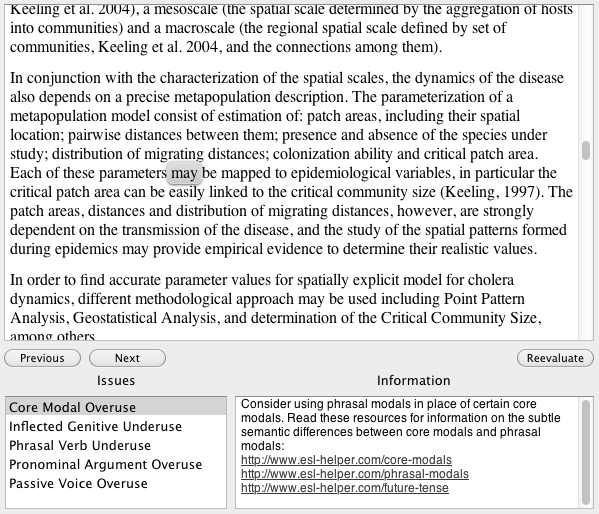 Keeling et al. 2004), a mesoscale (the spatial scale determined by the aggregation of hosts
into communities) and a macroscale (the regional spatial scale defined by set of
communities, Keeling et al. 2004, and the connections among them).
In conjunction with the characterization of the spatial scales, the dynamics of the disease
also depends on a precise metapopulation description. The parameterization of a
metapopulation model consist of estimation of: patch areas, including their spatial
location; pairwise distances between them; presence and absence of the species under
study; distribution of migrating distances; colonization ability and critical patch area.
Each of these parameters may be mapped to epidemiological variables, in particular the
critical patch area can be easily linked to the critical community size (Keeling, 1997). The
patch areas, distances and distribution of migrating distances, however, are strongly
dependent on the transmission of the disease, and the study of the spatial patterns formed
during epidemics may provide empirical evidence to determine their realistic values.
In order to find accurate parameter values for spatially explicit model for cholera
dynamics, different methodological approach may be used including Point Pattern
Analysis, Geostatistical Analysis, and determination of the Critical Community Size,
among others
Previous
Next
Reevaluate
Issues
Core Modal Overuse
Inflected Genitive Underuse
Phrasal Verb Underuse
Pronominal Argument Overuse
Passive Voice Overuse
Information
Consider using phrasal modals in place of certain core
modals. Read these resources for information on the subtle
semantic differences between core modals and phrasal
modals:
http://www.esl-helper.com/core-modals
http://www.esl-helper.com/phrasal-modals
http://www.esl-helper.com/future-tense